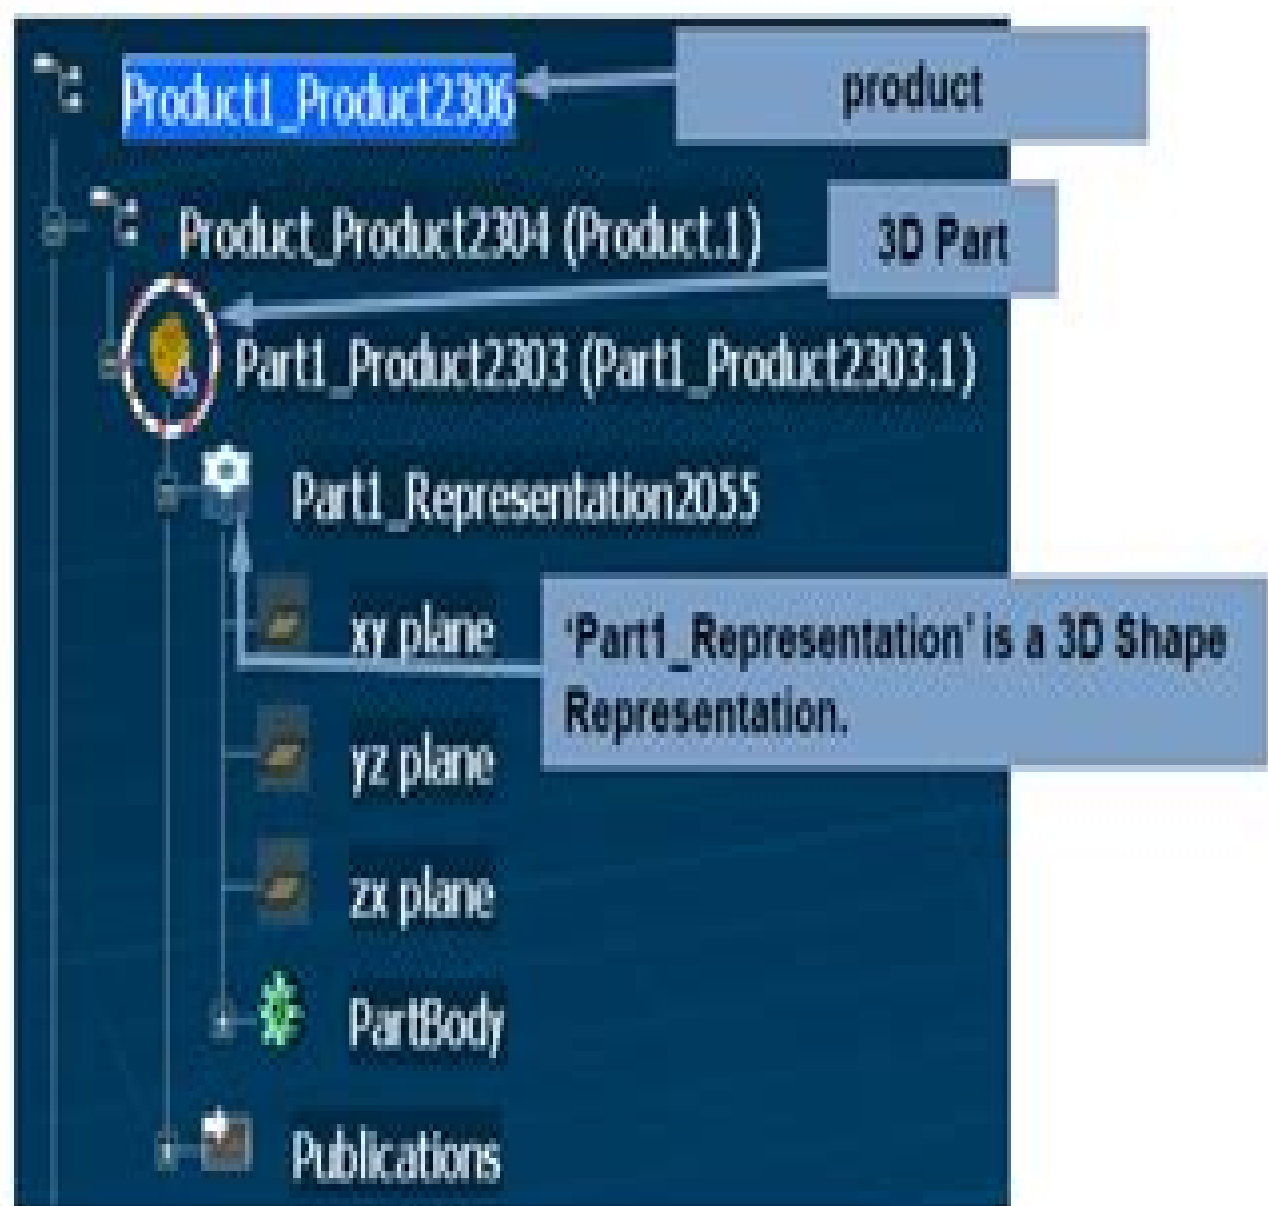 Product1_Product2306
product
Product_Product2304 (Product.1)
3D Part
Part1_Product2303 (Part1_Product2303.1)
Part1_Representation2055
xy plane
'Part1_Representation' is a 3D Shape
Representation.
yz plane
zx plane
PartBody
Publications